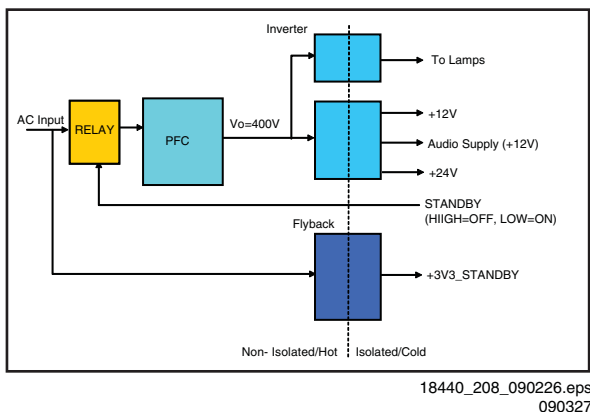 Inverter
To Lamps
AC Input
RELAY
PFC
Vo=400V
+12V
Audio Supply (+12V)
+24V
STANDBY
(HIIGH=OFF, LOW=ON)
Flyback
+3V3_STANDBY
Non- Isolated/Hot
Isolated/Cold
18440_208_090226.eps
090327